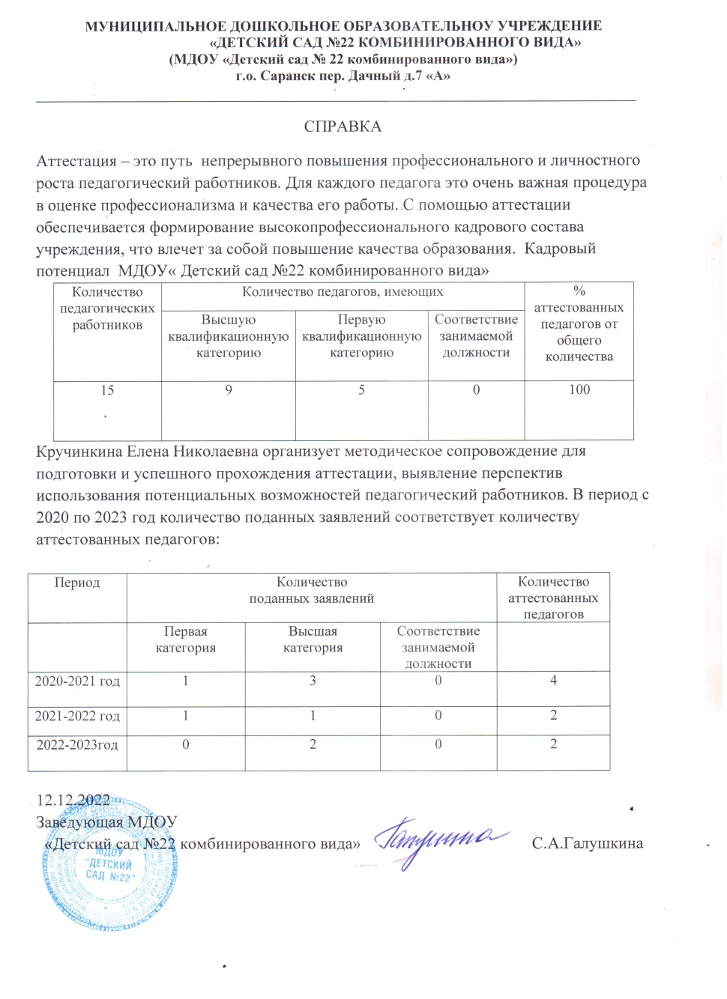 МУНИЦИПАЛЬНОЕ ДОШКОЛЬНОЕ ОБРАЗОВАТЕЛЬНОУ УЧРЕЖДЕНИЕ
«ДЕТСКИЙ САД №22 КОМБИНИРОВАННОГО ВИДА»
(МДОУ «Детский сад № 22 комбинированного вида»)
г.о. Саранск пер. Дачный д.7 «А»
СПРАВКА
Аттестация – это путь непрерывного повышения профессионального и личностного
роста педагогический работников. Для каждого педагога это очень важная процедура
в оценке профессионализма и качества его работы. С помощью аттестации
обеспечивается формирование высокопрофессионального кадрового состава
учреждения, что влечет за собой повышение качества образования. Кадровый
потенциал МДОУ« Детский сад №22 комбинированного вида»
Количество
педагогических
работников
Количество педагогов, имеющих
Высшую
квалификационную
категорию
Первую
квалификационную
категорию
Соответствие
занимаемой
должности
%
аттестованных
педагогов от
общего
количества
15 9 5 0 100
Кручинкина Елена Николаевна организует методическое сопровождение для
подготовки и успешного прохождения аттестации, выявление перспектив
использования потенциальных возможностей педагогический работников. В период с
2020 по 2023 год количество поданных заявлений соответствует количеству
аттестованных педагогов:
Период
Количество
поданных заявлений
Количество
аттестованных
педагогов
Первая
категория
Высшая
категория
Соответствие
занимаемой
должности
2020-2021 год 1 3 0 4
2021-2022 год 1 1 0 2
2022-2023год 0 2 0 2
12.12.2022
Заведующая МДОУ
«Детский сад №22 комбинированного вида» С.А.Галушкина
МДОУ
"ДЕТСКИЙ
САД №22"